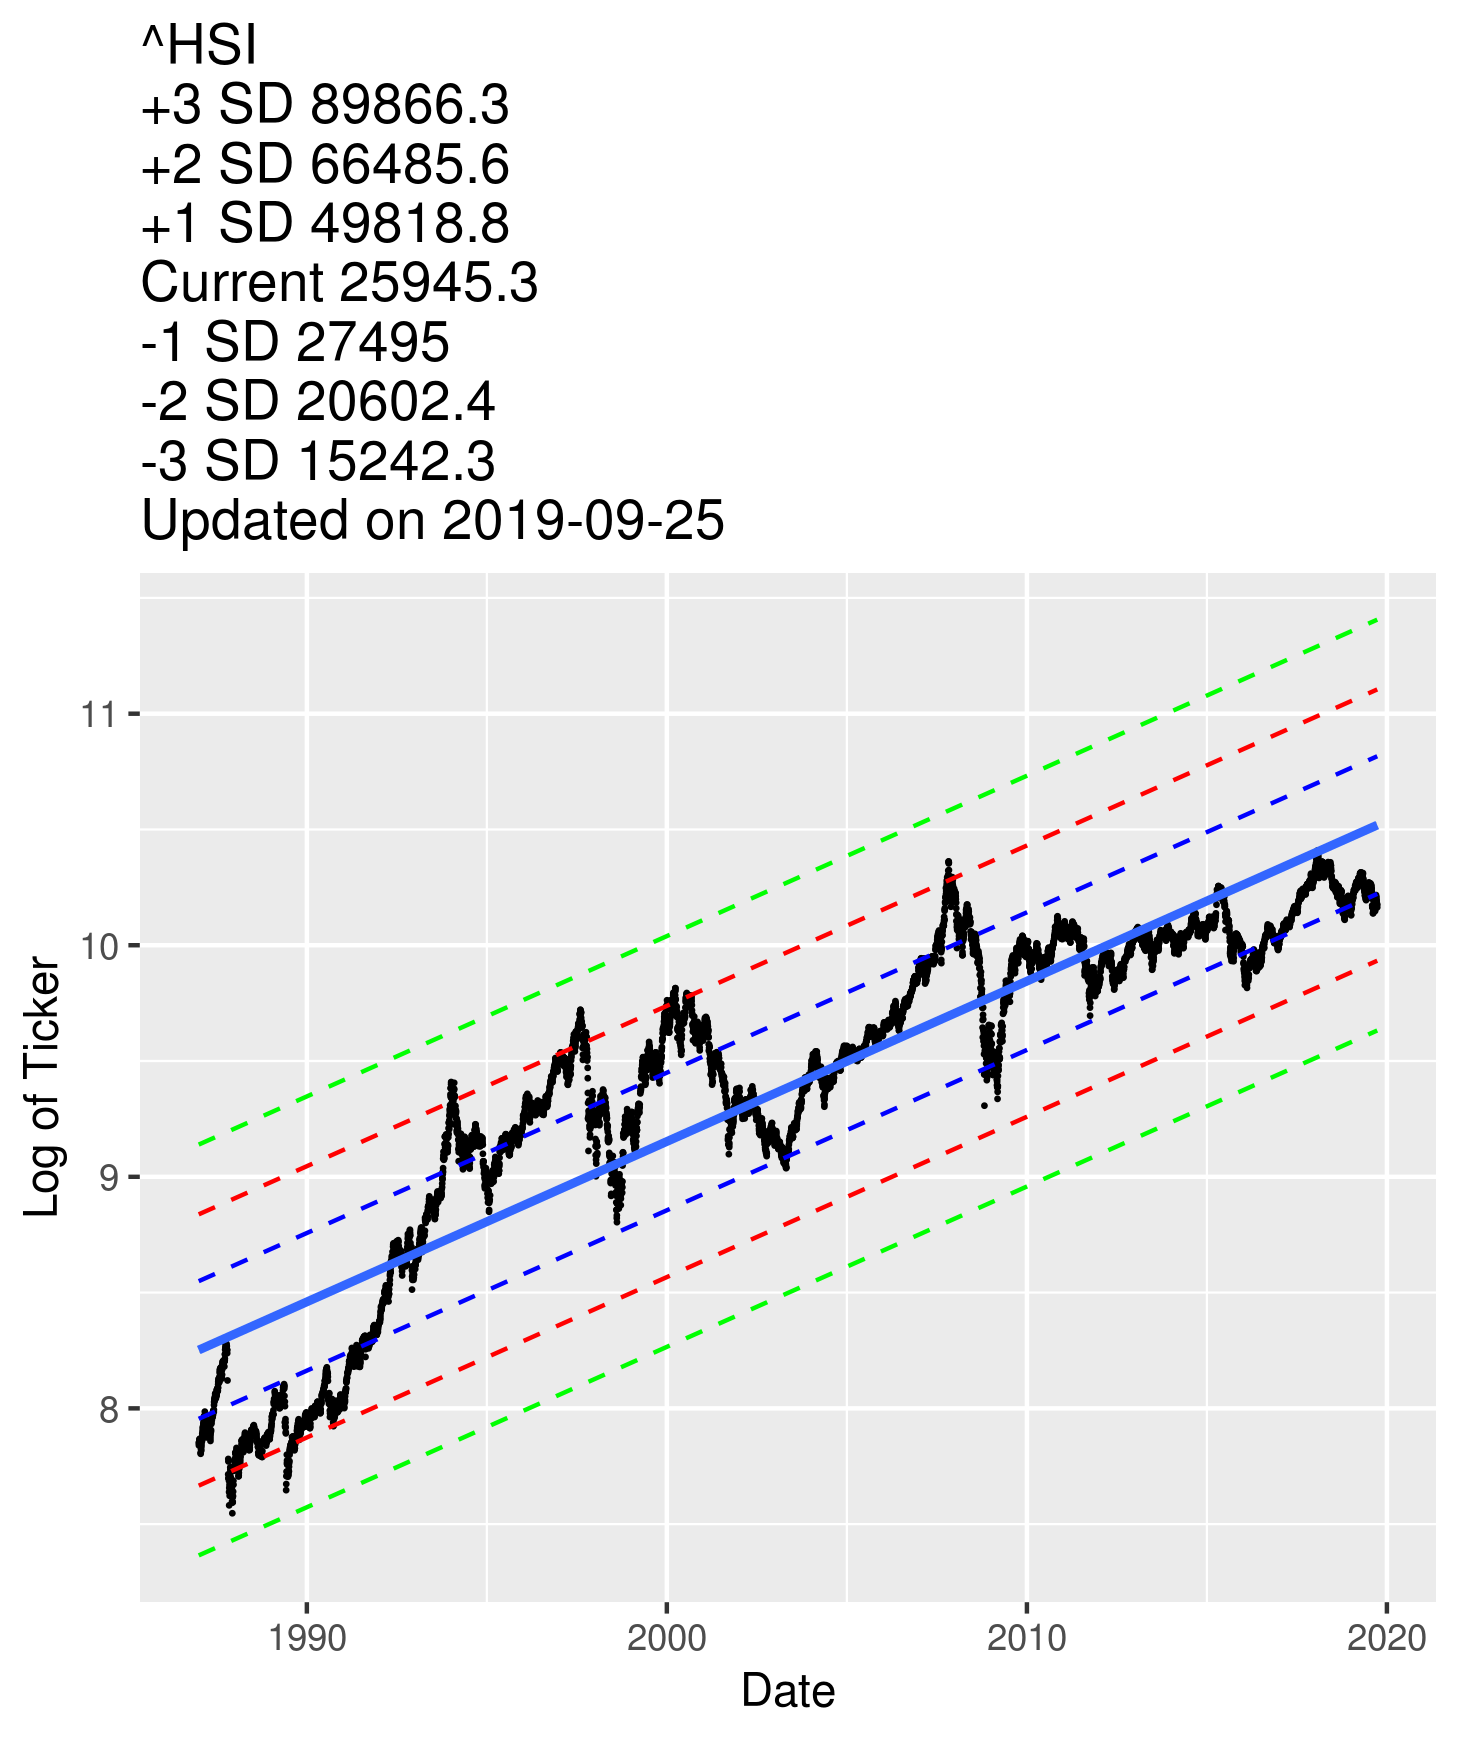 ^HSI
+3 SD 89866.3
+2 SD 66485.6
+1 SD 49818.8
Current 25945.3
-1 SD 27495
-2 SD 20602.4
-3 SD 15242.3
Updated on 2019-09-25
11
10
9
8
Log of Ticker
1990 2000 2010 2020
Date